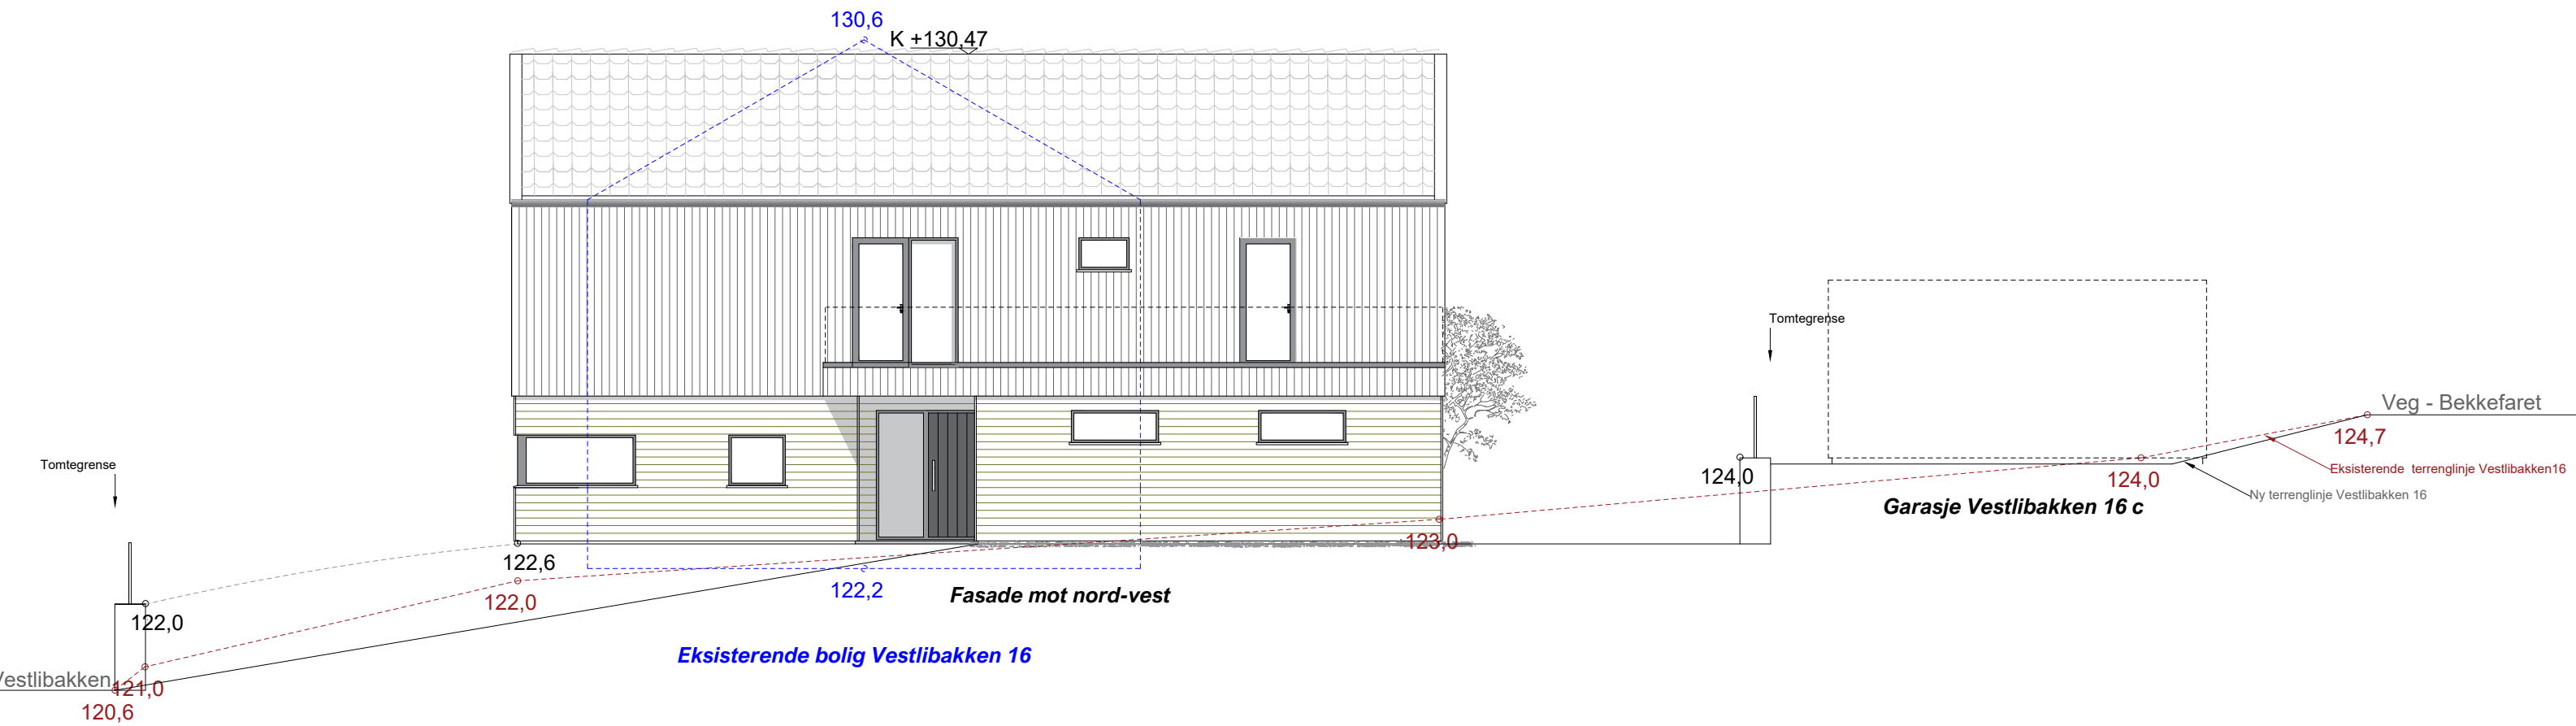 130,6
K +130,47
Tomtegrense
Veg - Bekkefaret
124,7
Tomtegrense
Eksisterende terrenglinje Vestlibakken16
124,0
124,0
Ny terrenglinje Vestlibakken 16
Garasje Vestlibakken 16 c
123,0
122,6
122,2
Fasade mot nord-vest
122,0
122,0
Eksisterende bolig Vestlibakken 16
Vestlibakken
121,0
120,6